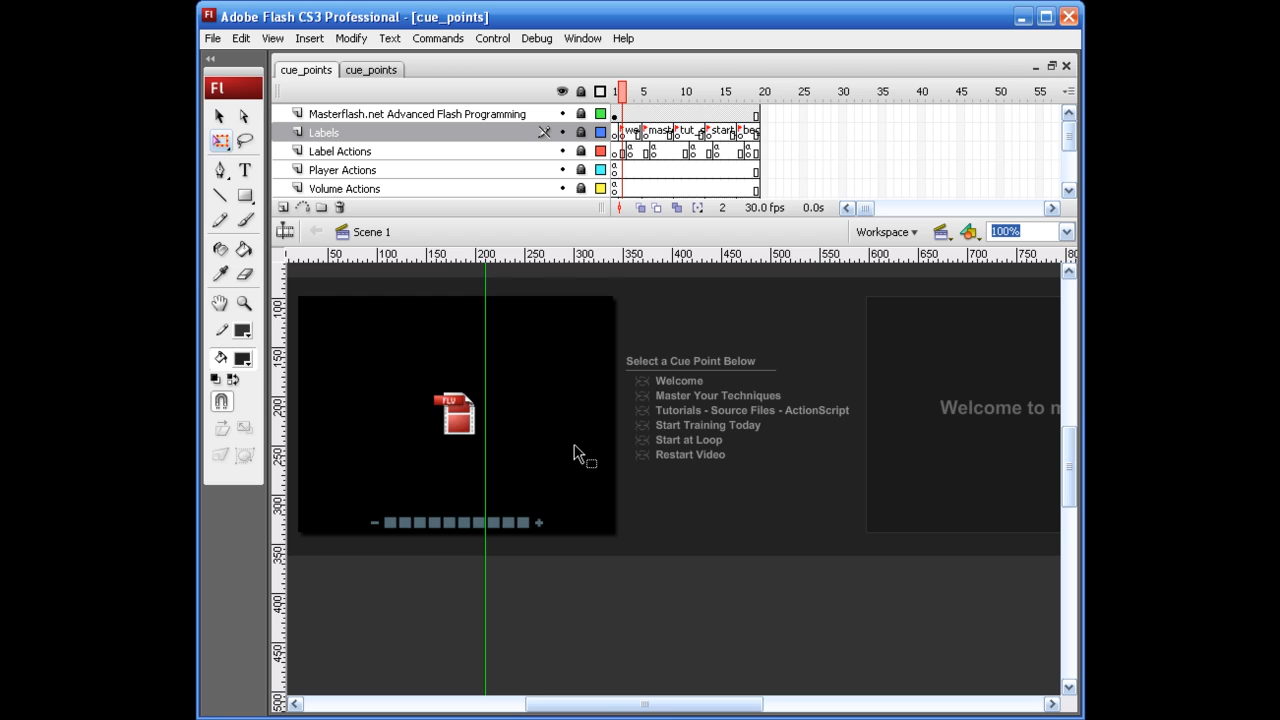 Adobe Flash CS3 Professional - [cue_points]
File Edit View Insert Modify Text Commands Control Debug Window Help
cue_points cue_points
Fl
1 5 10 15 20 25 30 35 40 45 50 55
Masterflash.net Advanced Flash Programming
Labels
Label Actions
Player Actions
Volume Actions
2 30.0 fps 0.0s
Scene 1
Workspace
100%
50 100 150 200 250 300 350 400 450 500 550 600 650 700 750
100
150
200
250
300
350
400
450
FLV
Select a Cue Point Below
Welcome
Master Your Techniques
Tutorials - Source Files - ActionScript
Start Training Today
Start at Loop
Restart Video
Welcome to